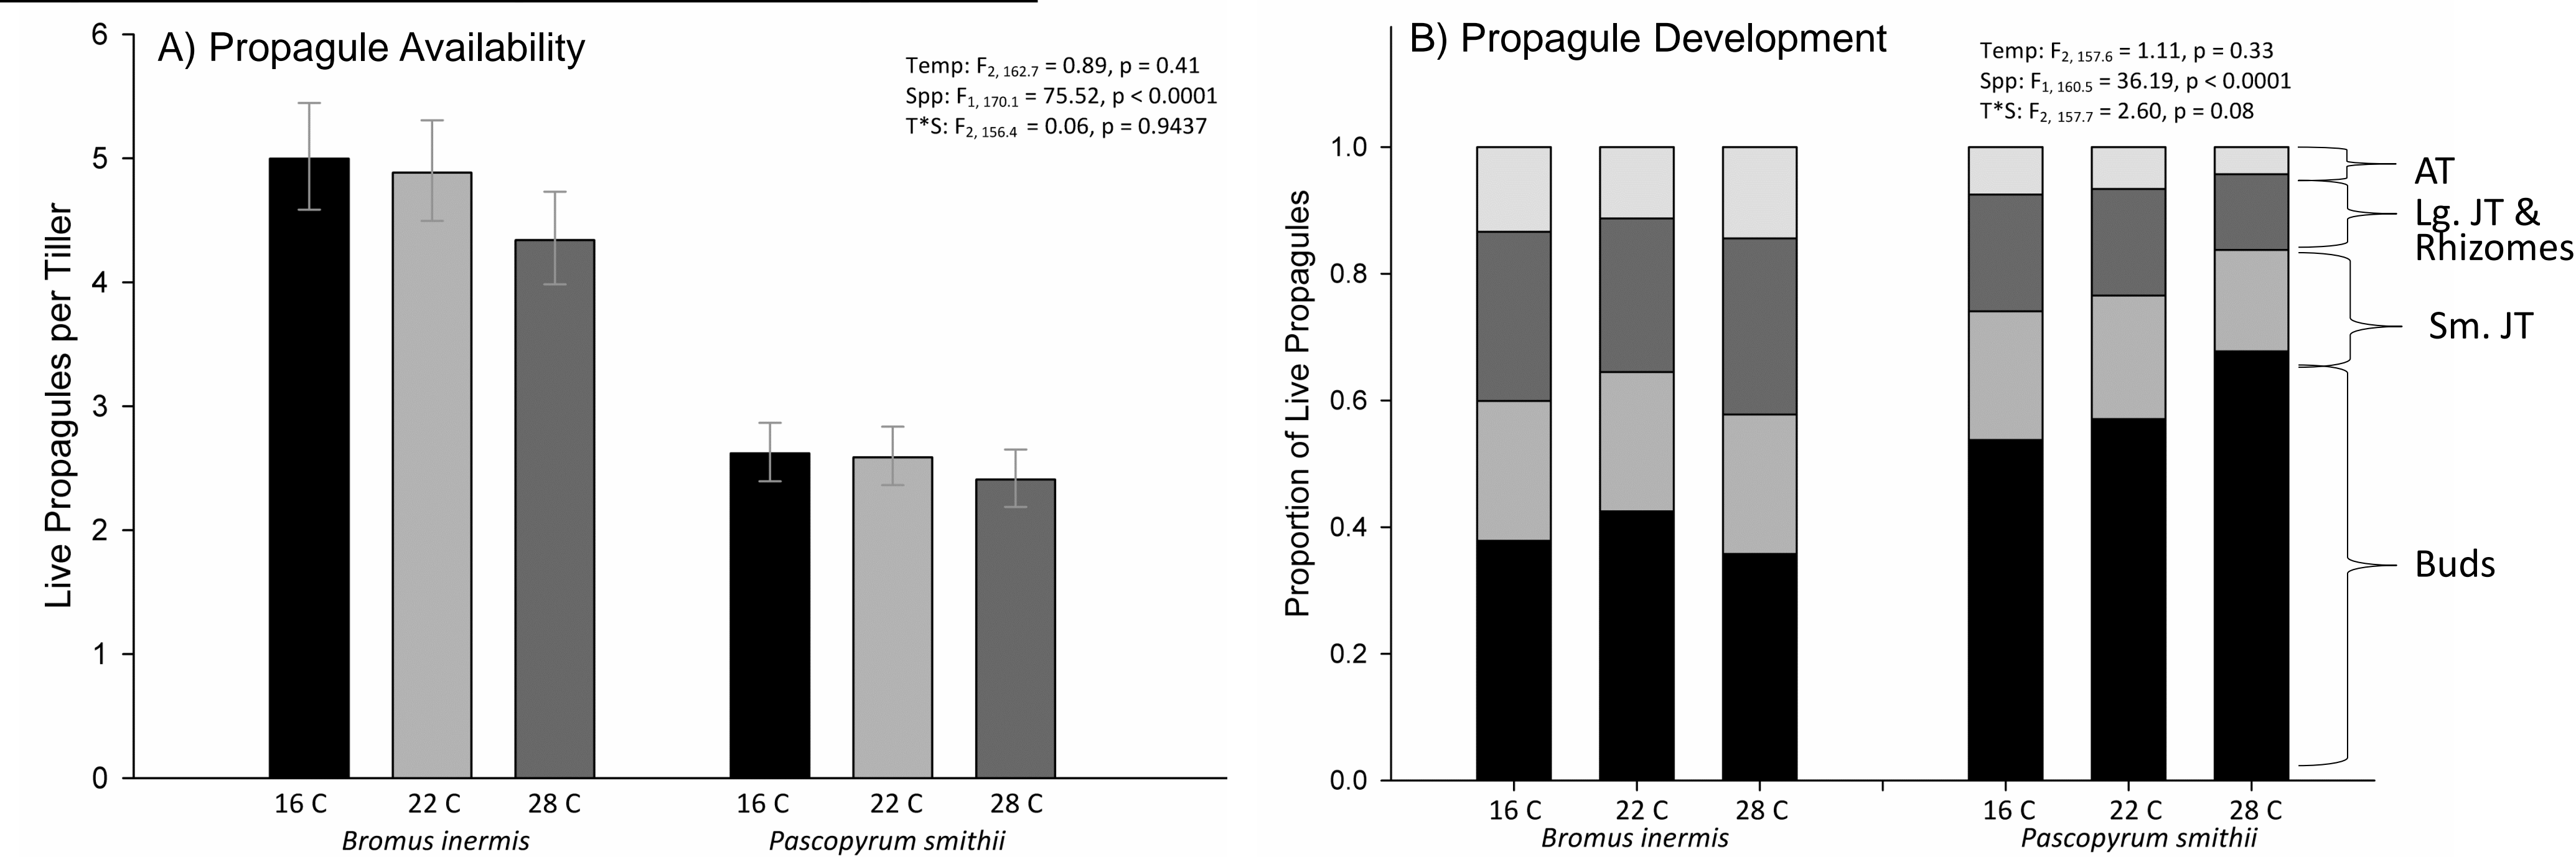 A) Propagule Availability
Temp: F2, 162.7 = 0.89, p = 0.41
Spp: F1, 170.1 = 75.52, p < 0.0001
T*S: F2, 156.4 = 0.06, p = 0.9437
Live Propagules per Tiller
6
5
4
3
2
1
0
16 C 22 C 28 C 16 C 22 C 28 C
Bromus inermis Pascopyrum smithii
B) Propagule Development
Temp: F2, 157.6 = 1.11, p = 0.33
Spp: F1, 160.5 = 36.19, p < 0.0001
T*S: F2, 157.7 = 2.60, p = 0.08
Proportion of Live Propagules
1.0
0.8
0.6
0.4
0.2
0.0
AT
Lg. JT &
Rhizomes
Sm. JT
Buds
16 C 22 C 28 C 16 C 22 C 28 C
Bromus inermis Pascopyrum smithii